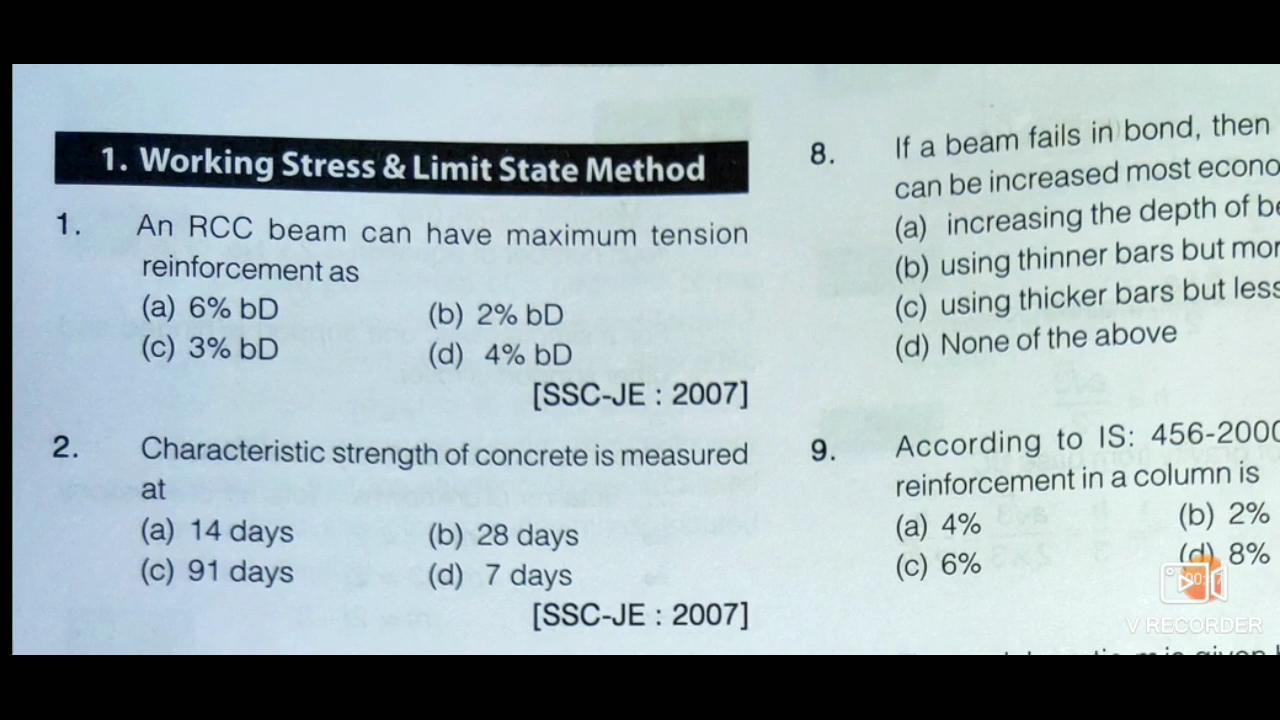 1. Working Stress & Limit State Method
1. An RCC beam can have maximum tension
reinforcement as
(a) 6% bD (b) 2% bD
(c) 3% bD (d) 4% bD
[SSC-JE : 2007]
2. Characteristic strength of concrete is measured
at
(a) 14 days (b) 28 days
(c) 91 days (d) 7 days
[SSC-JE : 2007]
8. If a beam fails in bond, then
can be increased most
(a) increasing the depth of
(b) using thinner bars but
(c) using thicker bars but
(d) None of the above
9. According to IS: 456-2000
reinforcement in a column is
(a) 4% (b) 2%
(c) 6% (d) 8%
V RECORDER